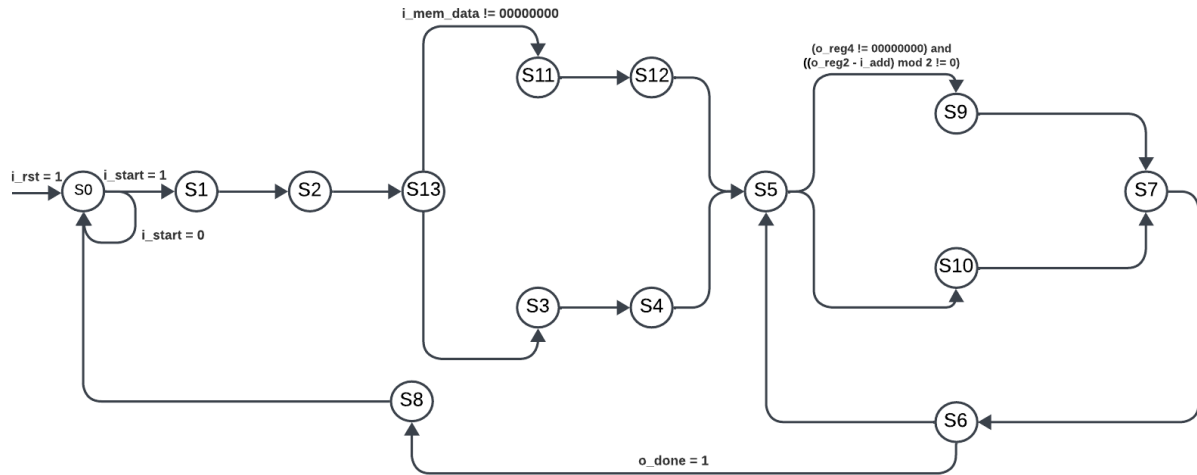 i_mem_data != 00000000
(o_reg4 != 00000000) and
((o_reg2 - i_add) mod 2 != 0)
S11
S12
S9
i_rst = 1
S0
i_start = 1
S1
S2
S13
S5
S7
i_start = 0
S10
S3
S4
S8
S6
o_done = 1